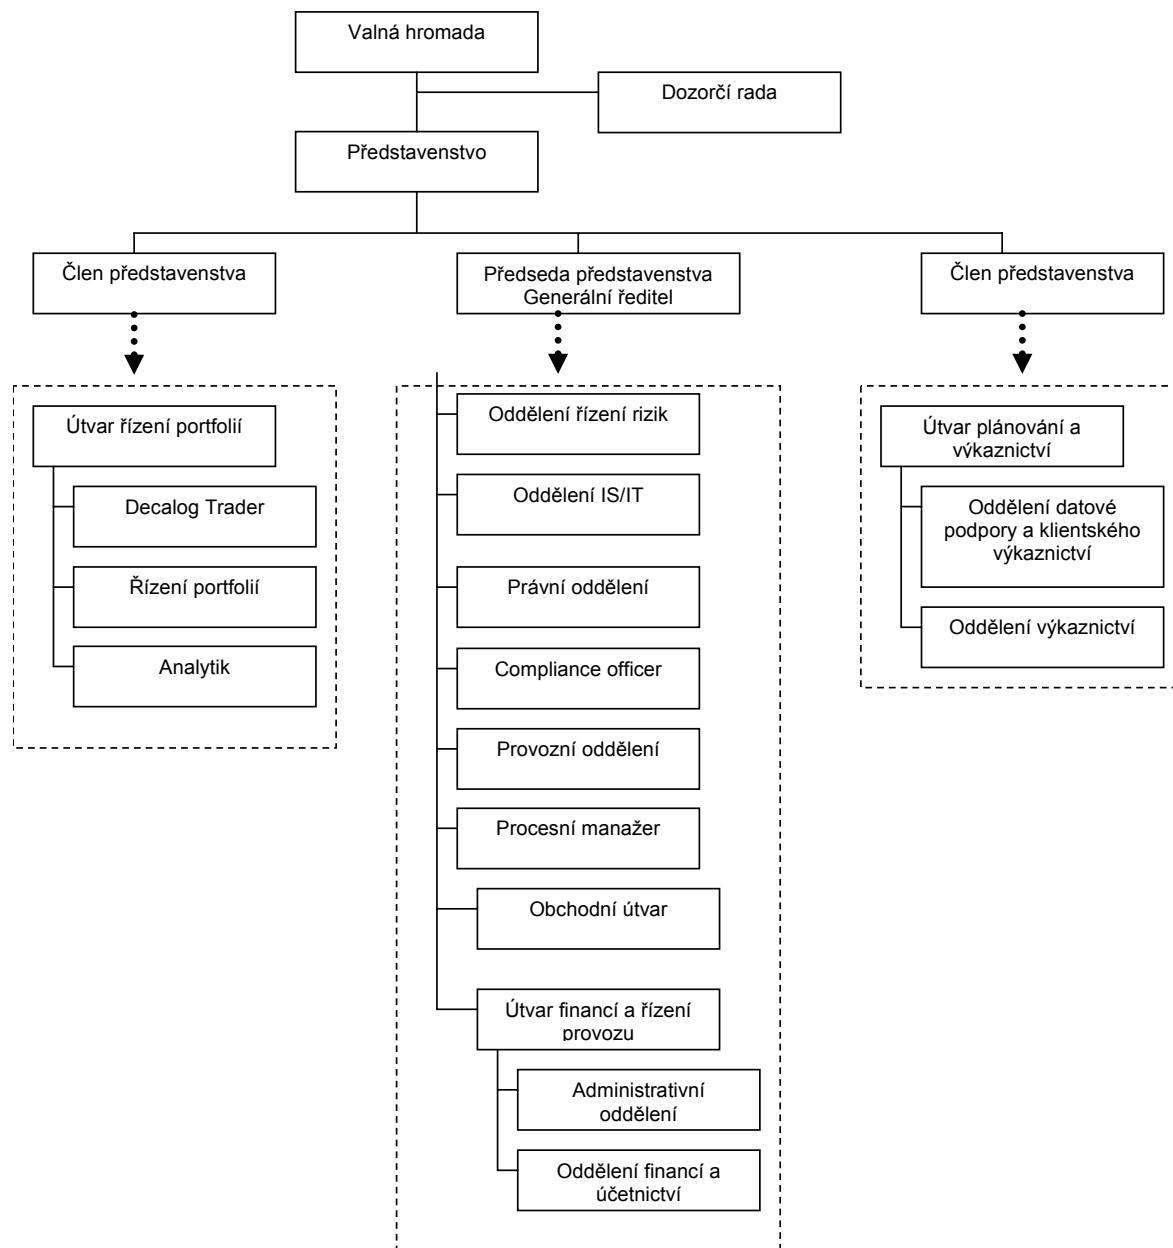 Valná hromada
Dozorčí rada
Představenstvo
Člen představenstva
Předseda představenstva
Generální ředitel
Člen představenstva
Útvar řízení portfolií
Decalog Trader
Řízení portfolií
Analytik
Oddělení řízení rizik
Oddělení IS/IT
Právní oddělení
Compliance officer
Provozní oddělení
Procesní manažer
Obchodní útvar
Útvar financí a řízení
provozu
Administrativní
oddělení
Oddělení financí a
účetnictví
Útvar plánování a
výkaznictví
Oddělení datové
podpory a klientského
výkaznictví
Oddělení výkaznictví